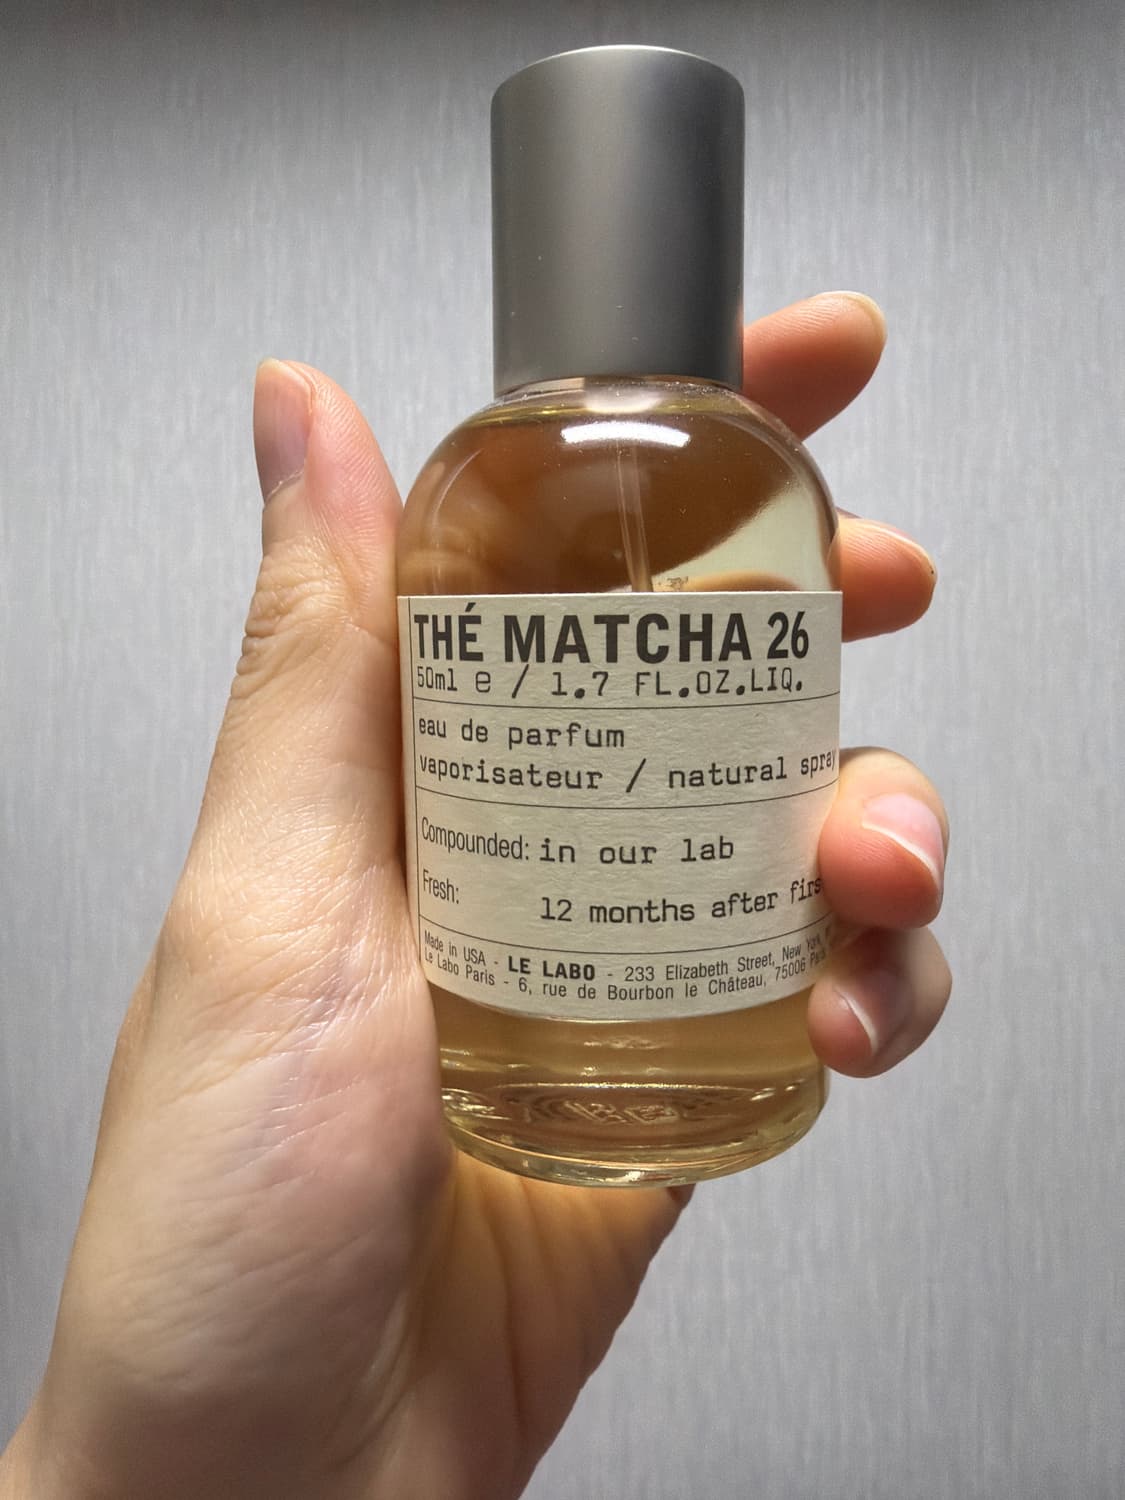 THÉ MATCHA 26
50ml e / 1.7 FL.OZ.LIQ.
eau de parfum
vaporisateur / natural spray
Compounded: in our lab
Fresh: 12 months after
Made in USA - LE LABO - 233 Elizabeth Street, New York
Le Labo Paris - 6, rue de Bourbon le Château, 75006